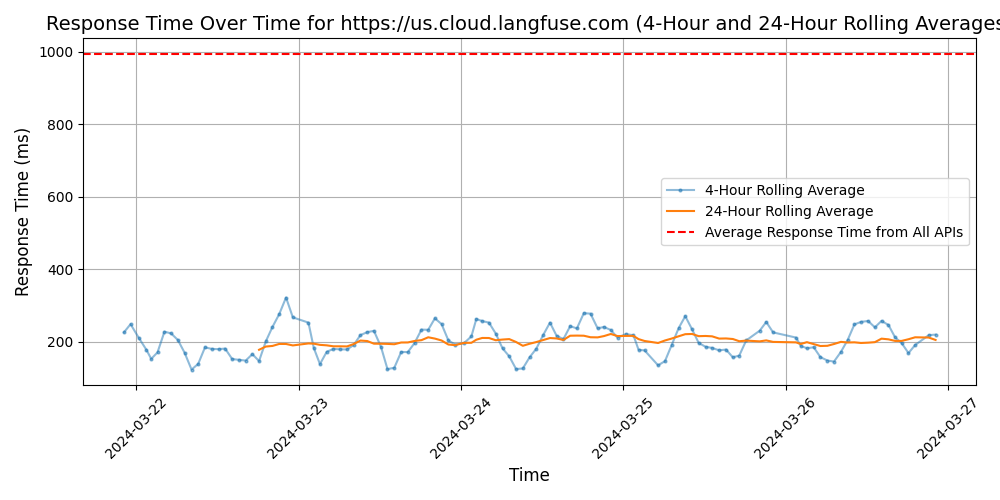 Response Time Over Time for https://us.cloud.langfuse.com (4-Hour and 24-Hour Rolling Averages
1000
800
600
400
200
Response Time (ms)
4-Hour Rolling Average
24-Hour Rolling Average
Average Response Time from All APIs
2024-03-22
2024-03-23
2024-03-24
2024-03-25
2024-03-26
2024-03-27
Time